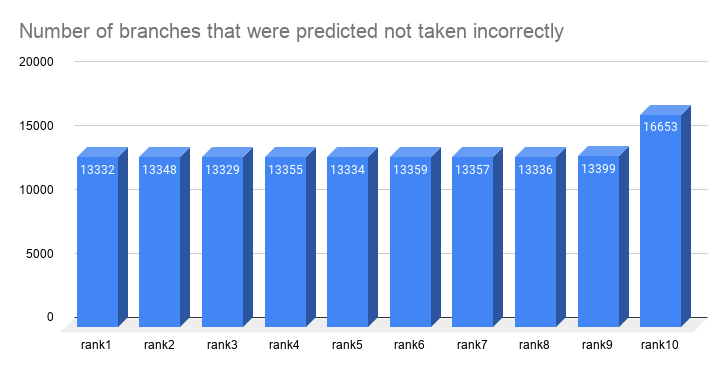 Number of branches that were predicted not taken incorrectly
20000
15000
10000
5000
0
13332 13348 13329 13355 13334 13359 13357 13336 13399 16653
rank1 rank2 rank3 rank4 rank5 rank6 rank7 rank8 rank9 rank10